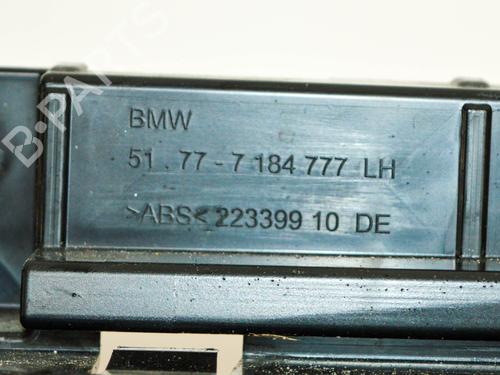 B-PARTS
BMW
51.77-7 184 777 LH
>ABS< 223399 10 DE